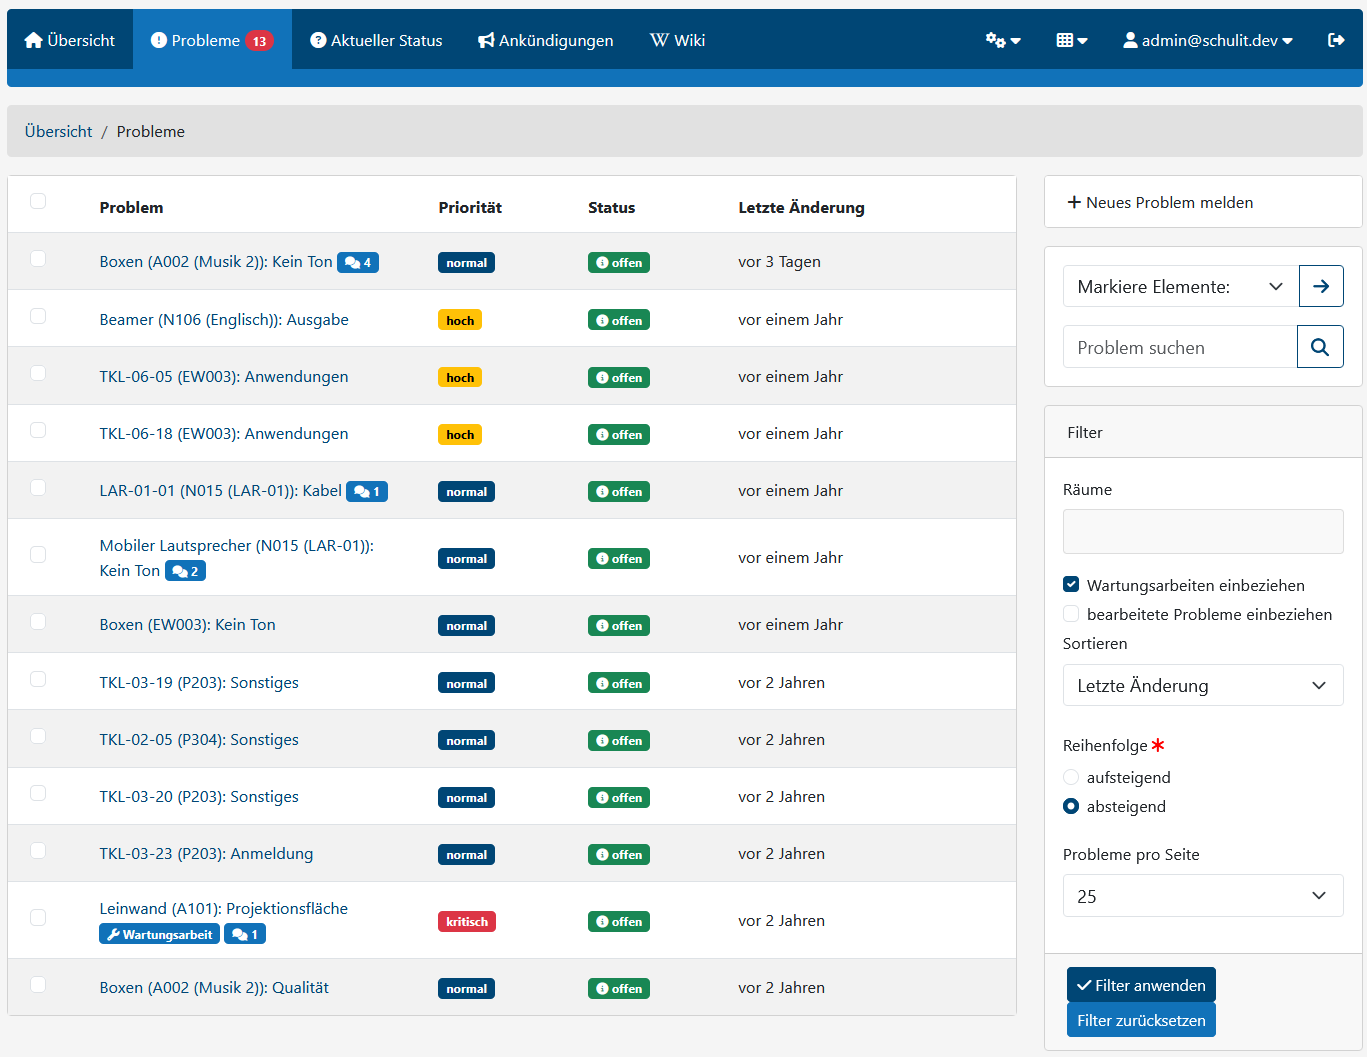 Übersicht
Probleme 13
Aktueller Status
Ankündigungen
Wiki
admin@schulit.dev
Übersicht / Probleme
Problem Priorität Status Letzte Änderung
Boxen (A002 (Musik 2)): Kein Ton 4 normal offen vor 3 Tagen
Beamer (N106 (Englisch)): Ausgabe hoch offen vor einem Jahr
TKL-06-05 (EW003): Anwendungen hoch offen vor einem Jahr
TKL-06-18 (EW003): Anwendungen hoch offen vor einem Jahr
LAR-01-01 (N015 (LAR-01)): Kabel 1 normal offen vor einem Jahr
Mobiler Lautsprecher (N015 (LAR-01)):
Kein Ton 2 normal offen vor einem Jahr
Boxen (EW003): Kein Ton normal offen vor einem Jahr
TKL-03-19 (P203): Sonstiges normal offen vor 2 Jahren
TKL-02-05 (P304): Sonstiges normal offen vor 2 Jahren
TKL-03-20 (P203): Sonstiges normal offen vor 2 Jahren
TKL-03-23 (P203): Anmeldung normal offen vor 2 Jahren
Leinwand (A101): Projektionsfläche
Wartungsarbeit 1 kritisch offen vor 2 Jahren
Boxen (A002 (Musik 2)): Qualität normal offen vor 2 Jahren
Neues Problem melden
Markiere Elemente:
Problem suchen
Filter
Räume
Wartungsarbeiten einbeziehen
bearbeitete Probleme einbeziehen
Sortieren
Letzte Änderung
Reihenfolge
aufsteigend
absteigend
Probleme pro Seite
25
Filter anwenden
Filter zurücksetzen